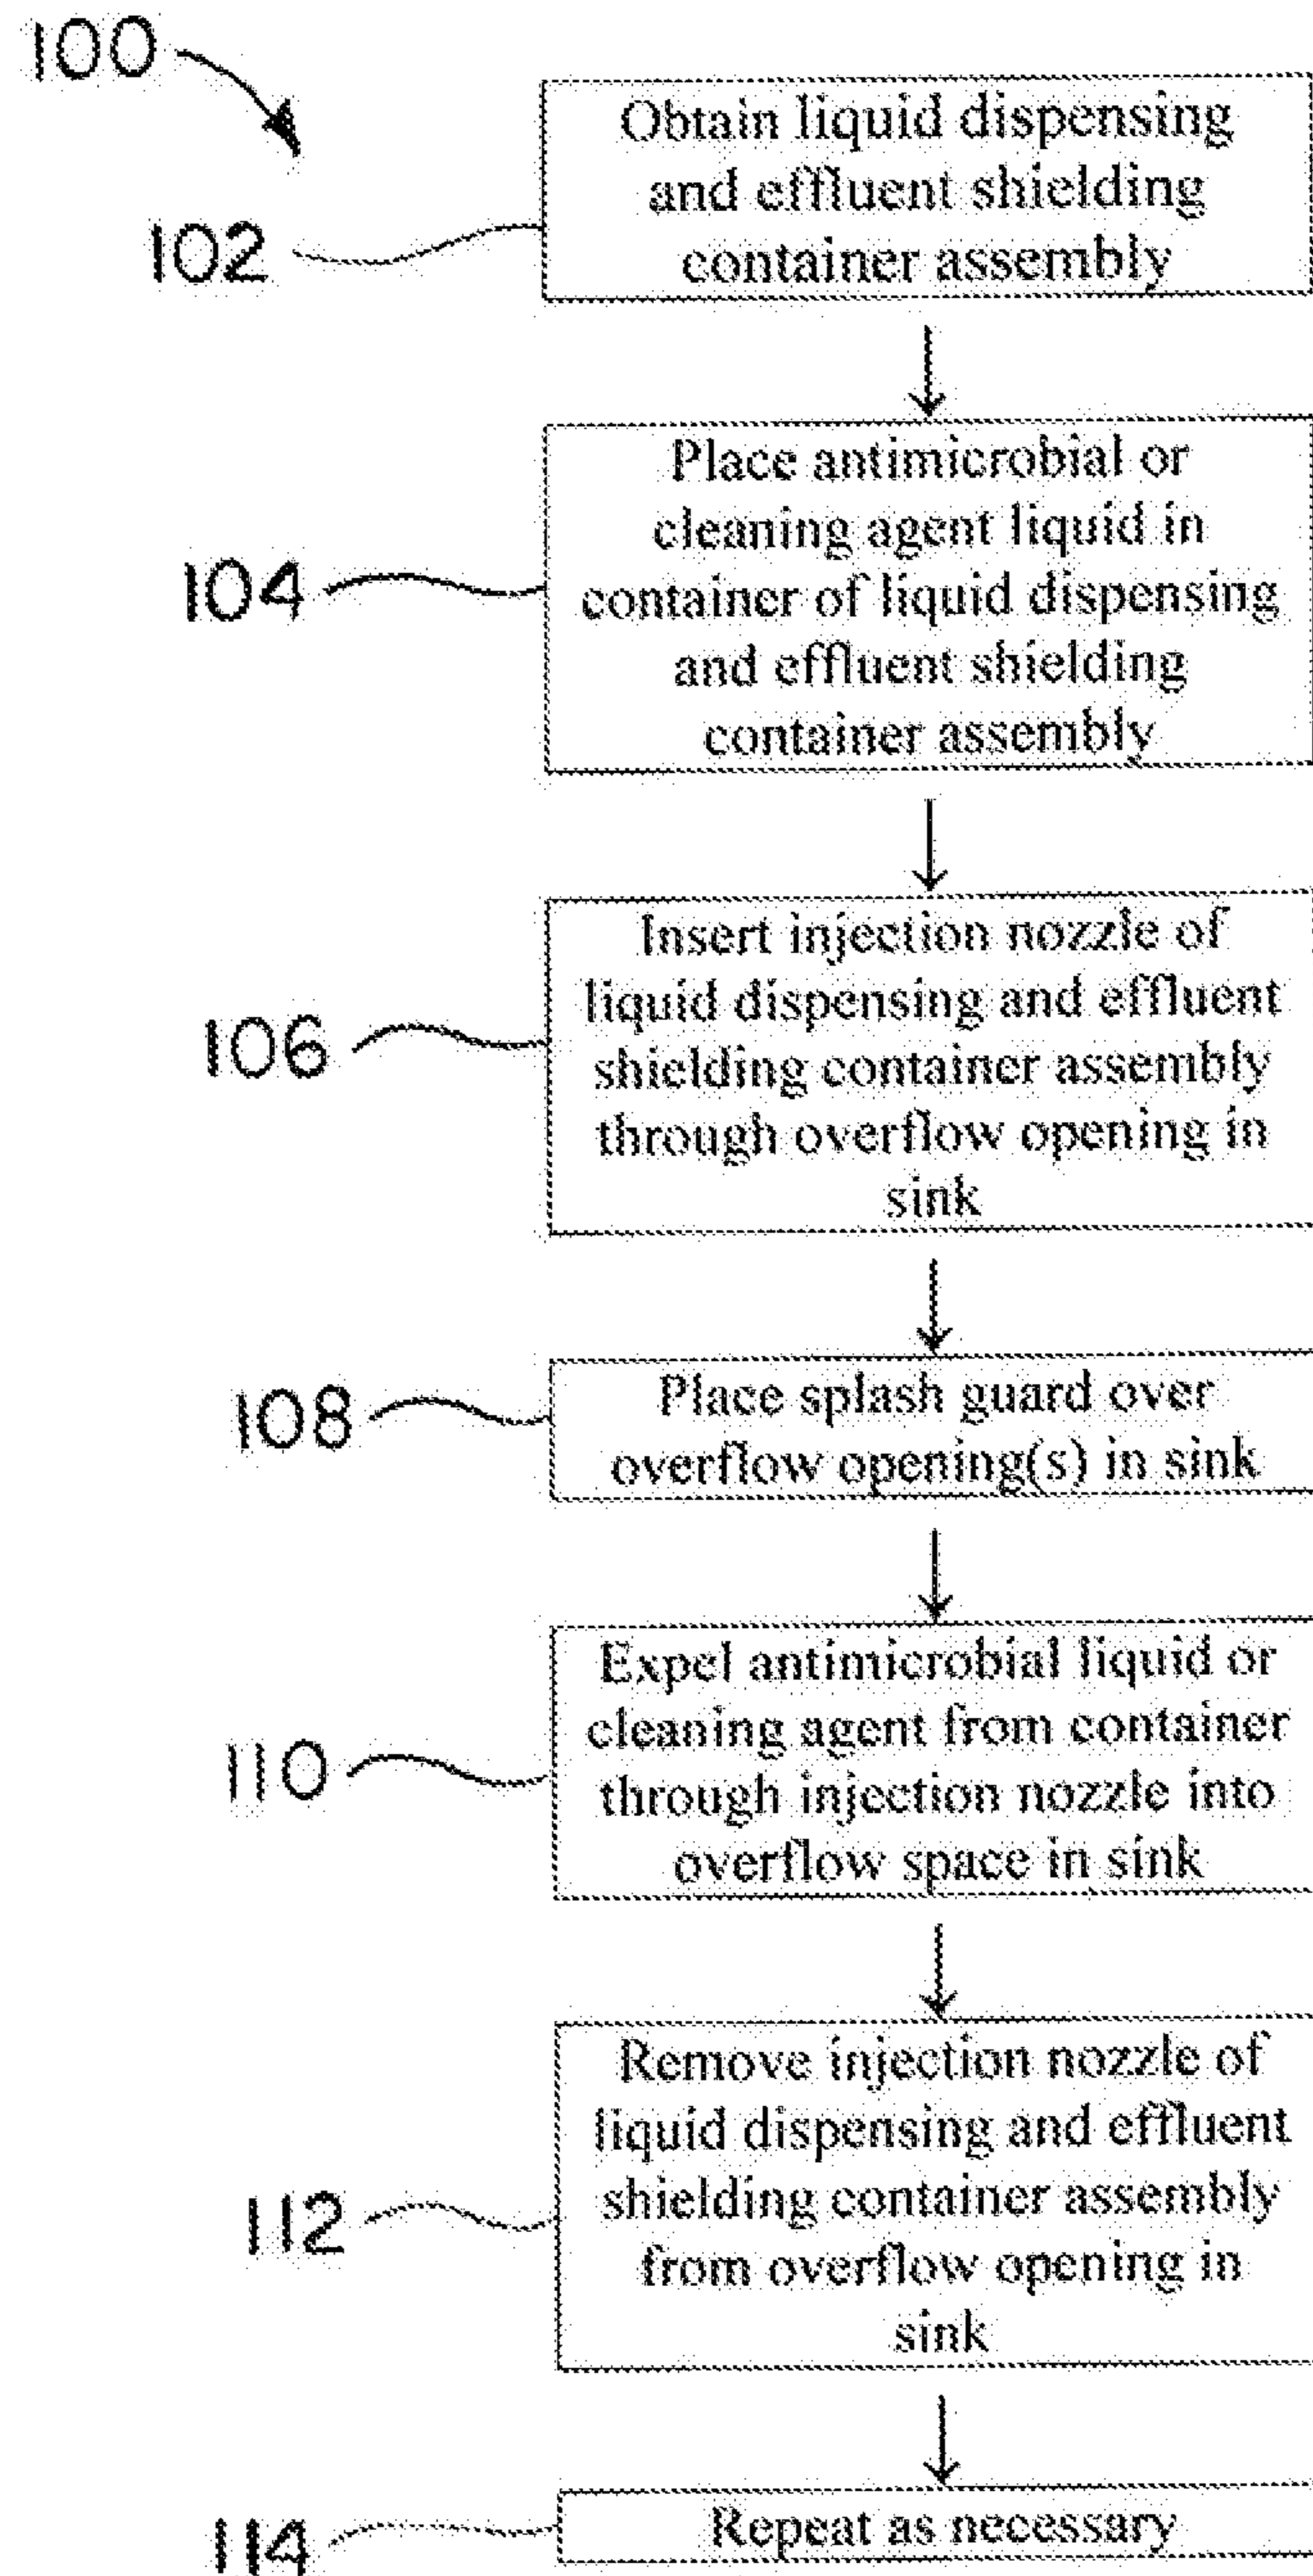 100
102
Obtain liquid dispensing
and effluent shielding
container assembly
104
Place antimicrobial or
cleaning agent liquid in
container of liquid dispensing
and effluent shielding
container assembly
106
Insert injection nozzle of
liquid dispensing and effluent
shielding container assembly
through overflow opening in
sink
108
Place splash guard over
overflow opening(s) in sink
110
Expel antimicrobial liquid or
cleaning agent from container
through injection nozzle into
overflow space in sink
112
Remove injection nozzle of
liquid dispensing and effluent
shielding container assembly
from overflow opening in
sink
114
Repeat as necessary